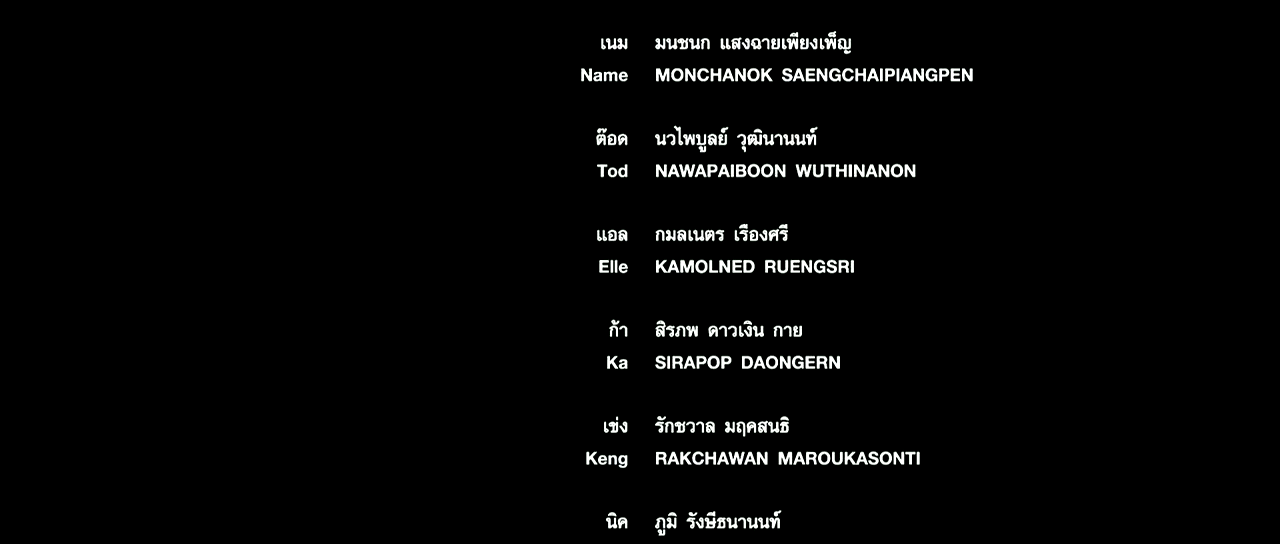 เนม มนชนก แสงฉายเพียงเพ็ญ
Name MONCHANOK SAENGCHAIPIANGPEN
ต๊อด นวไพบูลย์ วุฒินานนท์
Tod NAWAPAIBOON WUTHINANON
แอล กมลเนตร เรืองศรี
Elle KAMOLNED RUENGSRI
ก้า สิรภพ ดาวเงิน กาย
Ka SIRAPOP DAONGERN
เข่ง รักชวาล มฤคสนธิ
Keng RAKCHAWAN MAROUKASONTI
นิค ภูมิ รังษีธนานนท์